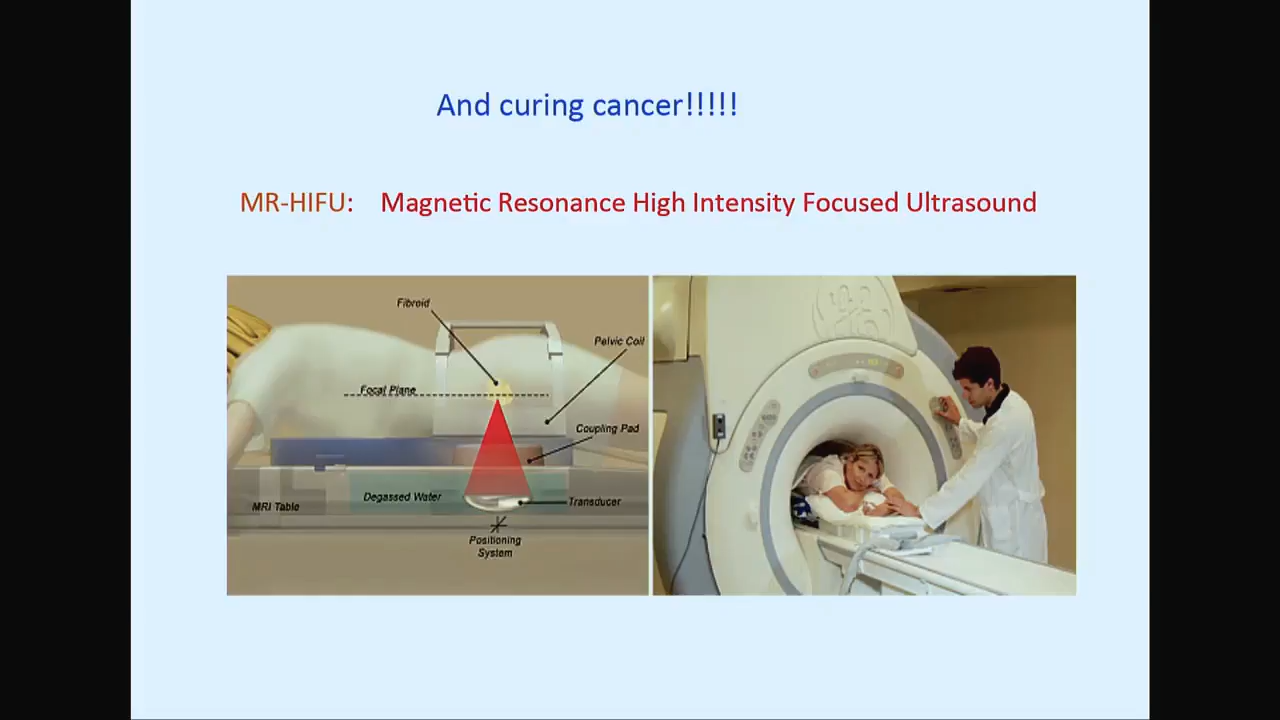 And curing cancer!!!!!
MR-HIFU: Magnetic Resonance High Intensity Focused Ultrasound
Fibroid
Pelvic Coil
Focal Plane
Coupling Pad
Degassed Water
Transducer
MRI Table
Positioning
System